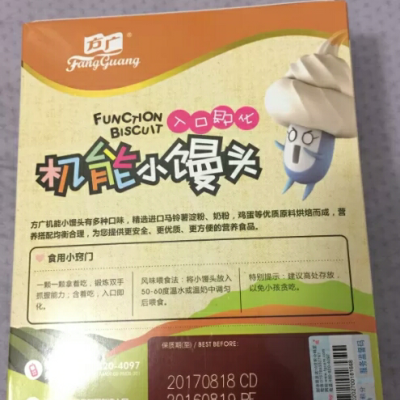 方广
FangGuang
FUNCTION
BISCUIT
入口即化
机能小馒头
方广机能小馒头有多种口味，精选进口马铃薯淀粉、奶粉，鸡蛋等优质原料烘焙而成，营
养搭配均衡合理，为您提供更安全、更优质、更方便的营养食品。
食用小窍门
一颗一颗拿着吃，锻炼双手
抓握能力；含着吃，入口即
化。
风味喂食法：将小馒头放入
50-60度温水或温奶中调匀
后喂食。
特别提示：建议高处存放，
以免小孩贪吃。
20-4097
保质期(至) / BEST BEFORE:
20170818 CD
20160819 PF